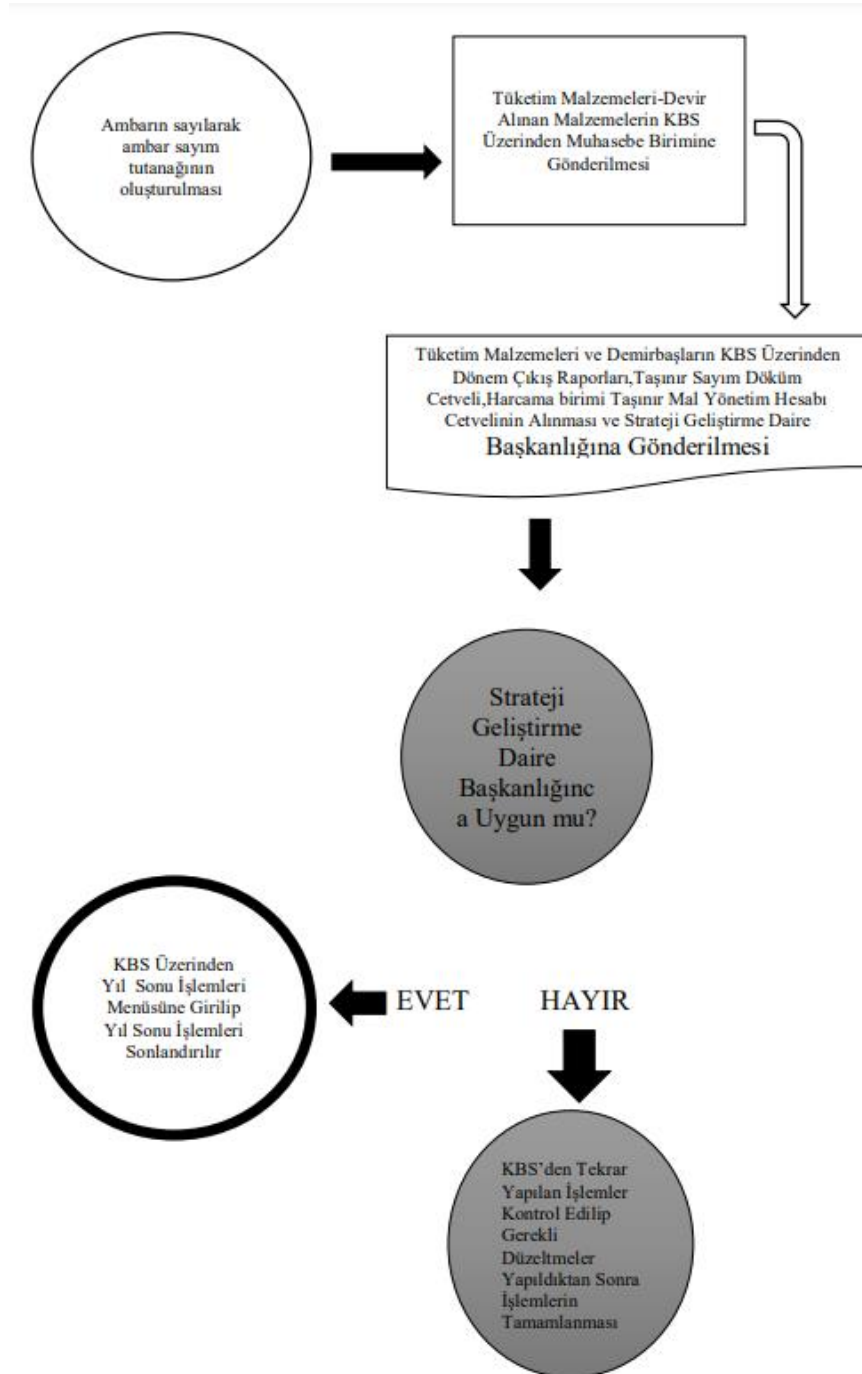 Ambarın sayılarak
ambar sayım
tutanağının
oluşturulması
Tüketim Malzemeleri-Devir
Alınan Malzemelerin KBS
Üzerinden Muhasebe Birimine
Gönderilmesi
Tüketim Malzemeleri ve Demirbaşların KBS Üzerinden
Dönem Çıkış Raporları,Taşınır Sayım Döküm
Cetveli,Harcama birimi Taşınır Mal Yönetim Hesabı
Cetvelinin Alınması ve Strateji Geliştirme Daire
Başkanlığına Gönderilmesi
Strateji
Geliştirme
Daire
Başkanlığınc
a Uygun mu?
KBS Üzerinden
Yıl Sonu İşlemleri
Menüsüne Girilip
Yıl Sonu İşlemleri
Sonlandırılır
EVET HAYIR
KBS’den Tekrar
Yapılan İşlemler
Kontrol Edilip
Gerekli
Düzeltmeler
Yapıldıktan Sonra
İşlemlerin
Tamamlanması